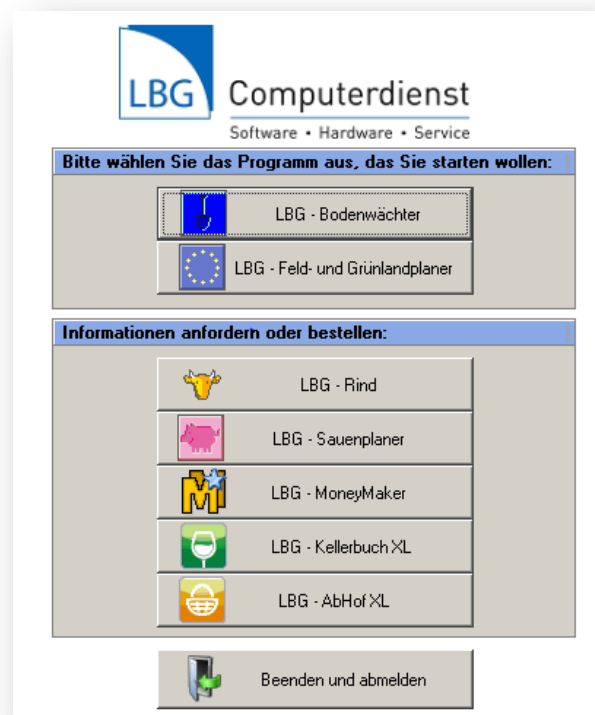 LBG
Computerdienst
Software • Hardware • Service
Bitte wählen Sie das Programm aus, das Sie starten wollen:
LBG - Bodenwächter
LBG - Feld- und Grünlandplaner
Informationen anfordern oder bestellen:
LBG - Rind
LBG - Sauenplaner
LBG - MoneyMaker
LBG - Kellerbuch XL
LBG - AbHof XL
Beenden und abmelden